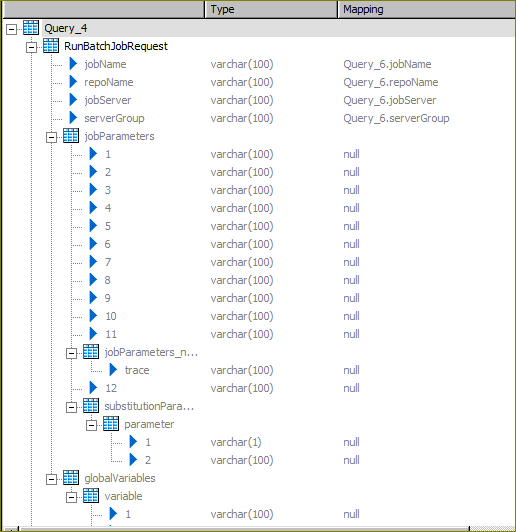 Type Mapping
Query_4
RunBatchJobRequest
jobName varchar(100) Query_6.jobName
repoName varchar(100) Query_6.repoName
jobServer varchar(100) Query_6.jobServer
serverGroup varchar(100) Query_6.serverGroup
jobParameters
1 varchar(100) null
2 varchar(100) null
3 varchar(100) null
4 varchar(100) null
5 varchar(100) null
6 varchar(100) null
7 varchar(100) null
8 varchar(100) null
9 varchar(100) null
10 varchar(100) null
11 varchar(100) null
jobParameters_n...
trace varchar(100) null
12 varchar(100) null
substitutionPara...
parameter
1 varchar(1) null
2 varchar(100) null
globalVariables
variable
1 varchar(100) null